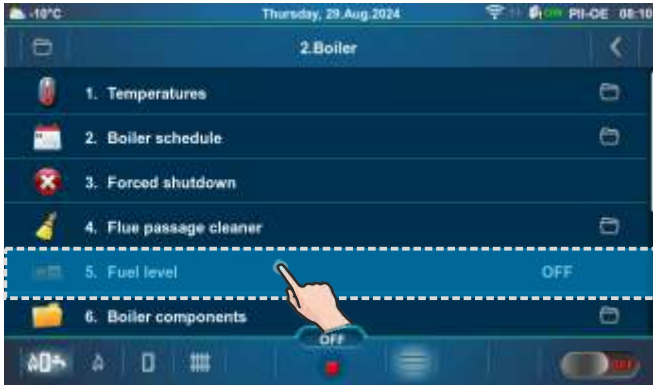 -10°C Thursday, 29.Aug.2024 PII-OE 08:10
2.Boiler
1. Temperatures
2. Boiler schedule
3. Forced shutdown
4. Flue passage cleaner
5. Fuel level OFF
6. Boiler components
OFF
OFF